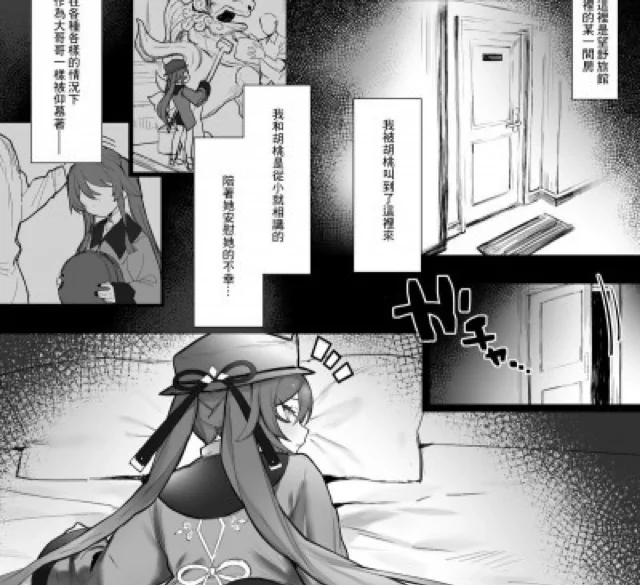 這裡是望舒旅館
裡的某一間房
我被胡桃叫到了這裡來
我和胡桃是從小就相識的
陪著她安慰她的不幸…
在各種各樣的情況下
作為大哥哥一樣被仰慕著——
ガチャ…